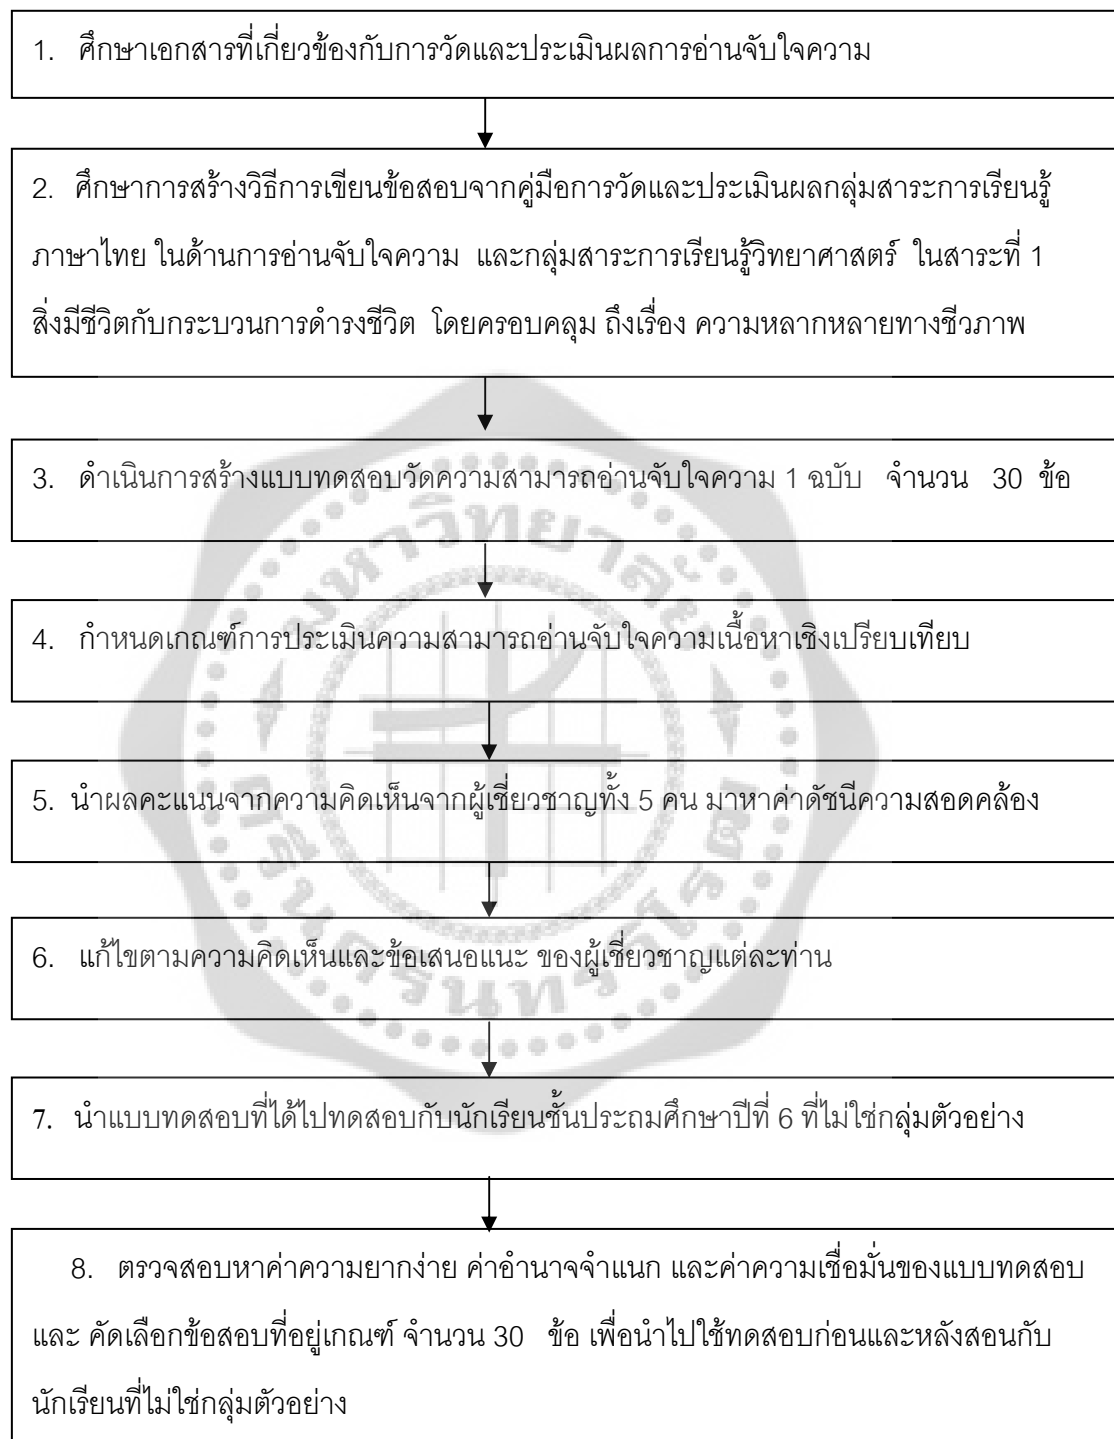 1. ศึกษาเอกสารที่เกี่ยวข้องกับการวัดและประเมินผลการอ่านจับใจความ
2. ศึกษาการสร้างวิธีการเขียนข้อสอบจากคู่มือการวัดและประเมินผลกลุ่มสาระการเรียนรู้
ภาษาไทย ในด้านการอ่านจับใจความ และกลุ่มสาระการเรียนรู้วิทยาศาสตร์ ในสาระที่ 1
สิ่งมีชีวิตกับกระบวนการดำรงชีวิต โดยครอบคลุม ถึงเรื่อง ความหลากหลายทางชีวภาพ
3. ดำเนินการสร้างแบบทดสอบวัดความสามารถอ่านจับใจความ 1 ฉบับ จำนวน 30 ข้อ
4. กำหนดเกณฑ์การประเมินความสามารถอ่านจับใจความเนื้อหาเชิงเปรียบเทียบ
5. นำผลคะแนนจากความคิดเห็นจากผู้เชี่ยวชาญทั้ง 5 คน มาหาค่าดัชนีความสอดคล้อง
6. แก้ไขตามความคิดเห็นและข้อเสนอแนะ ของผู้เชี่ยวชาญแต่ละท่าน
7. นำแบบทดสอบที่ได้ไปทดสอบกับนักเรียนชั้นประถมศึกษาปีที่ 6 ที่ไม่ใช่กลุ่มตัวอย่าง
8. ตรวจสอบหาค่าความยากง่าย ค่าอำนาจจำแนก และค่าความเชื่อมั่นของแบบทดสอบ
และ คัดเลือกข้อสอบที่อยู่เกณฑ์ จำนวน 30 ข้อ เพื่อนำไปใช้ทดสอบก่อนและหลังสอนกับ
นักเรียนที่ไม่ใช่กลุ่มตัวอย่าง
มหาวิทยาลัย
ศรีนครินทรวิโรฒ